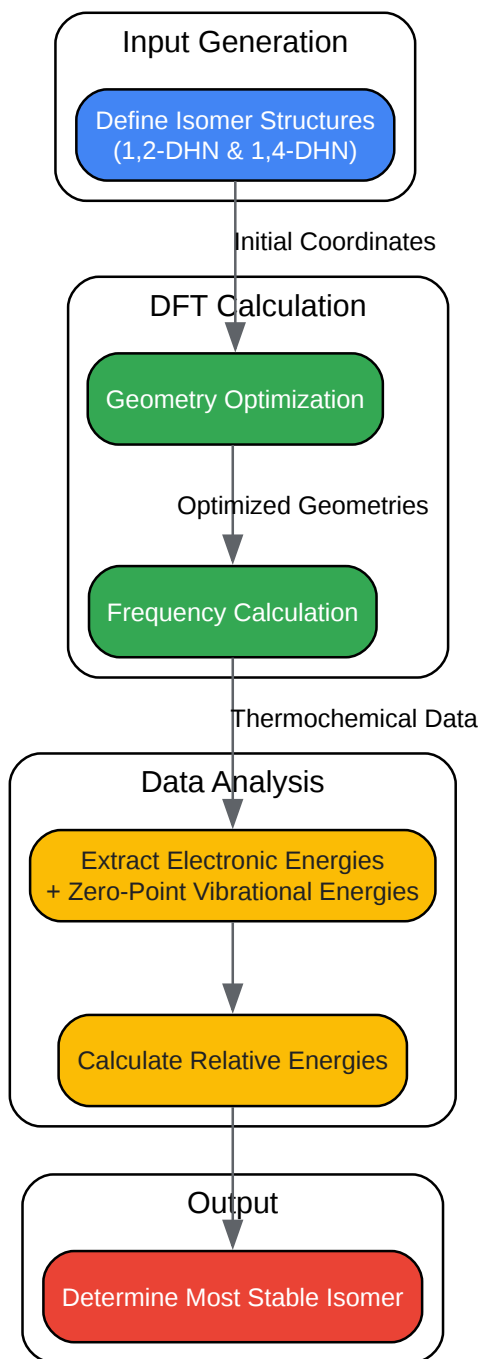 Input Generation
Define Isomer Structures
(1,2-DHN & 1,4-DHN)
Initial Coordinates
DFT Calculation
Geometry Optimization
Optimized Geometries
Frequency Calculation
Thermochemical Data
Data Analysis
Extract Electronic Energies
+ Zero-Point Vibrational Energies
Calculate Relative Energies
Output
Determine Most Stable Isomer